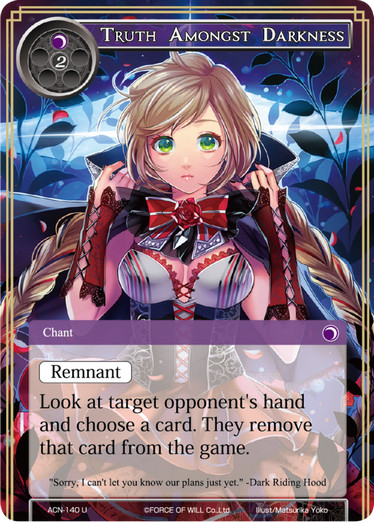 Truth Amongst Darkness
2
Chant
Remnant
Look at target opponent's hand
and choose a card. They remove
that card from the game.
"Sorry, I can't let you know our plans just yet." -Dark Riding Hood
ACN-140 U ©FORCE OF WILL Co.,Ltd. Illust/Matsurika Yoko